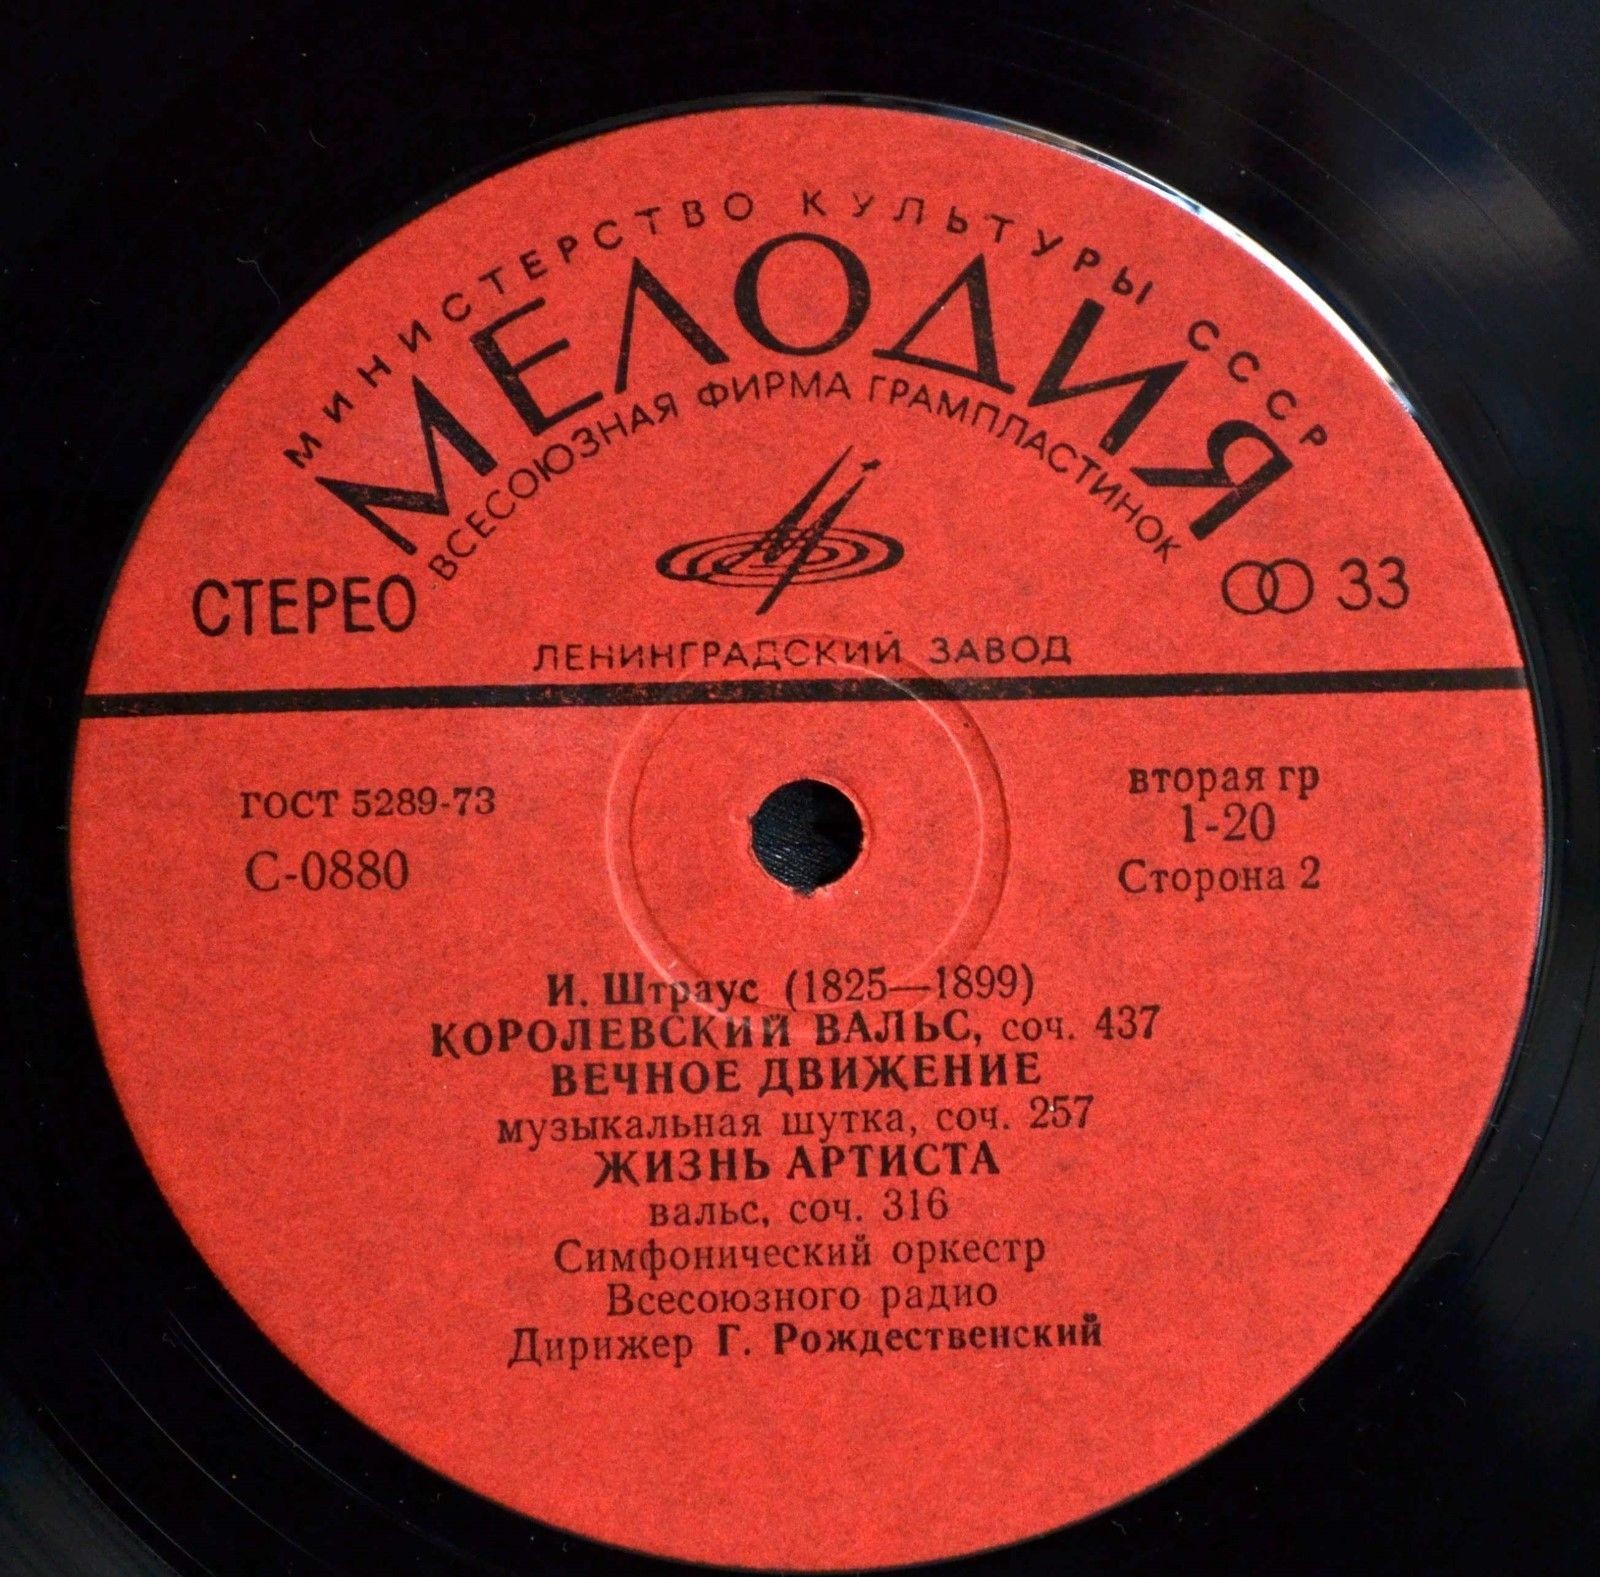 МИНИСТЕРСТВО КУЛЬТУРЫ СССР
МЕЛОДИЯ
ВСЕСОЮЗНАЯ ФИРМА ГРАМПЛАСТИНОК
СТЕРЕО
33
ЛЕНИНГРАДСКИЙ ЗАВОД
ГОСТ 5289-73
С-0880
вторая гр
1-20
Сторона 2
И. Штраус (1825—1899)
КОРОЛЕВСКИЙ ВАЛЬС, соч. 437
ВЕЧНОЕ ДВИЖЕНИЕ
музыкальная шутка, соч. 257
ЖИЗНЬ АРТИСТА
вальс, соч. 316
Симфонический оркестр
Всесоюзного радио
Дирижер Г. Рождественский